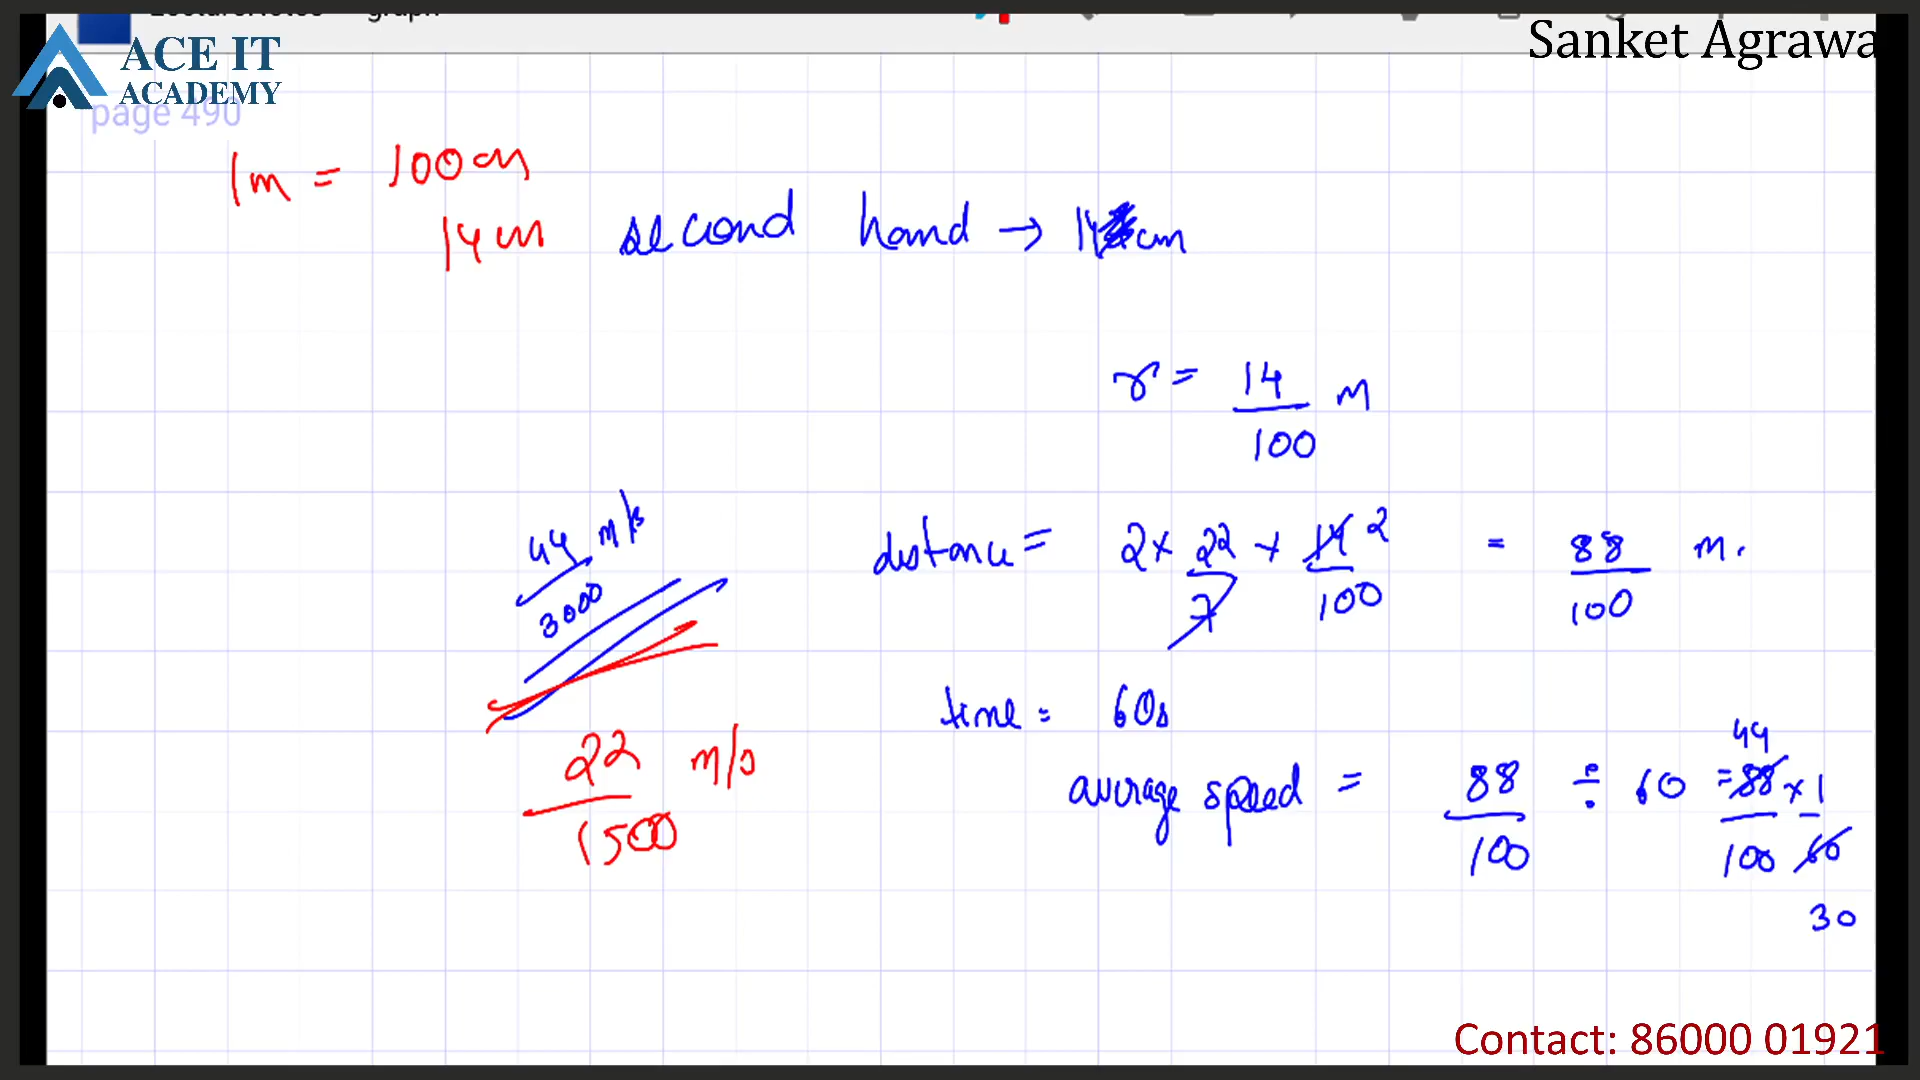 Sanket Agrawa
ACE IT
ACADEMY
page 490
1m = 100cm
14cm
second hand → 14cm
r = 14/100 m
44/3000 m/s
distance = 2 × 22/7 × 14/100 2 = 88/100 m.
time = 60s
22/1500 m/s
average speed = 88/100 ÷ 60 = 88/100 × 1/60
44
30
Contact: 86000 01921